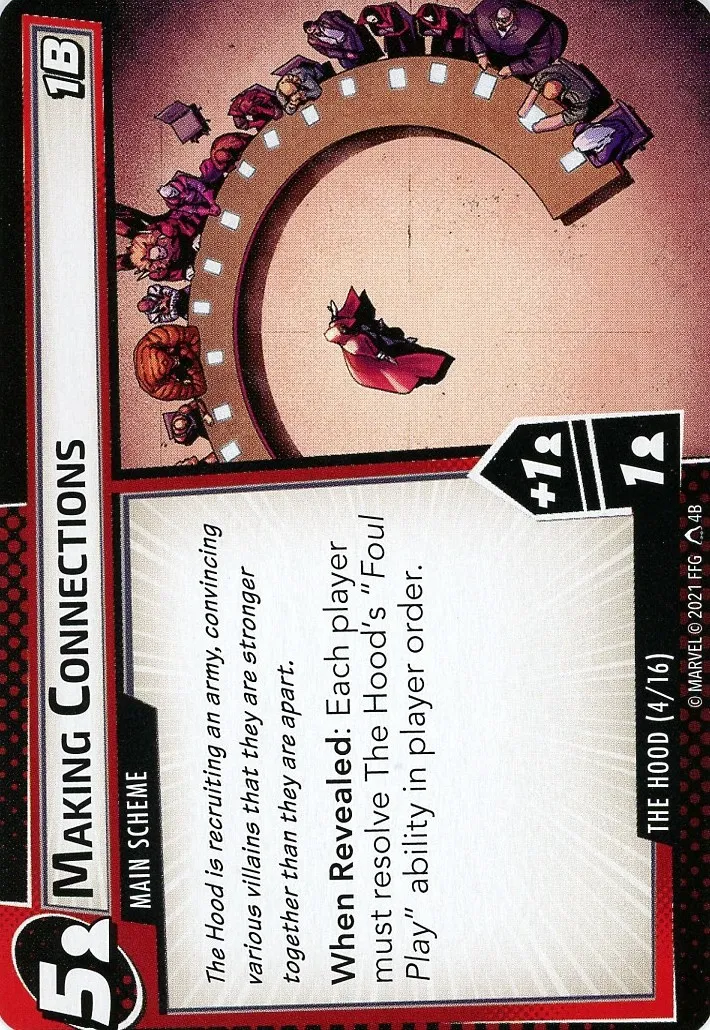 5
MAKING CONNECTIONS
1B
MAIN SCHEME
The Hood is recruiting an army, convincing
various villains that they are stronger
together than they are apart.
When Revealed: Each player
must resolve The Hood's "Foul
Play" ability in player order.
+1
1
THE HOOD (4/16)
© MARVEL © 2021 FFG 4B